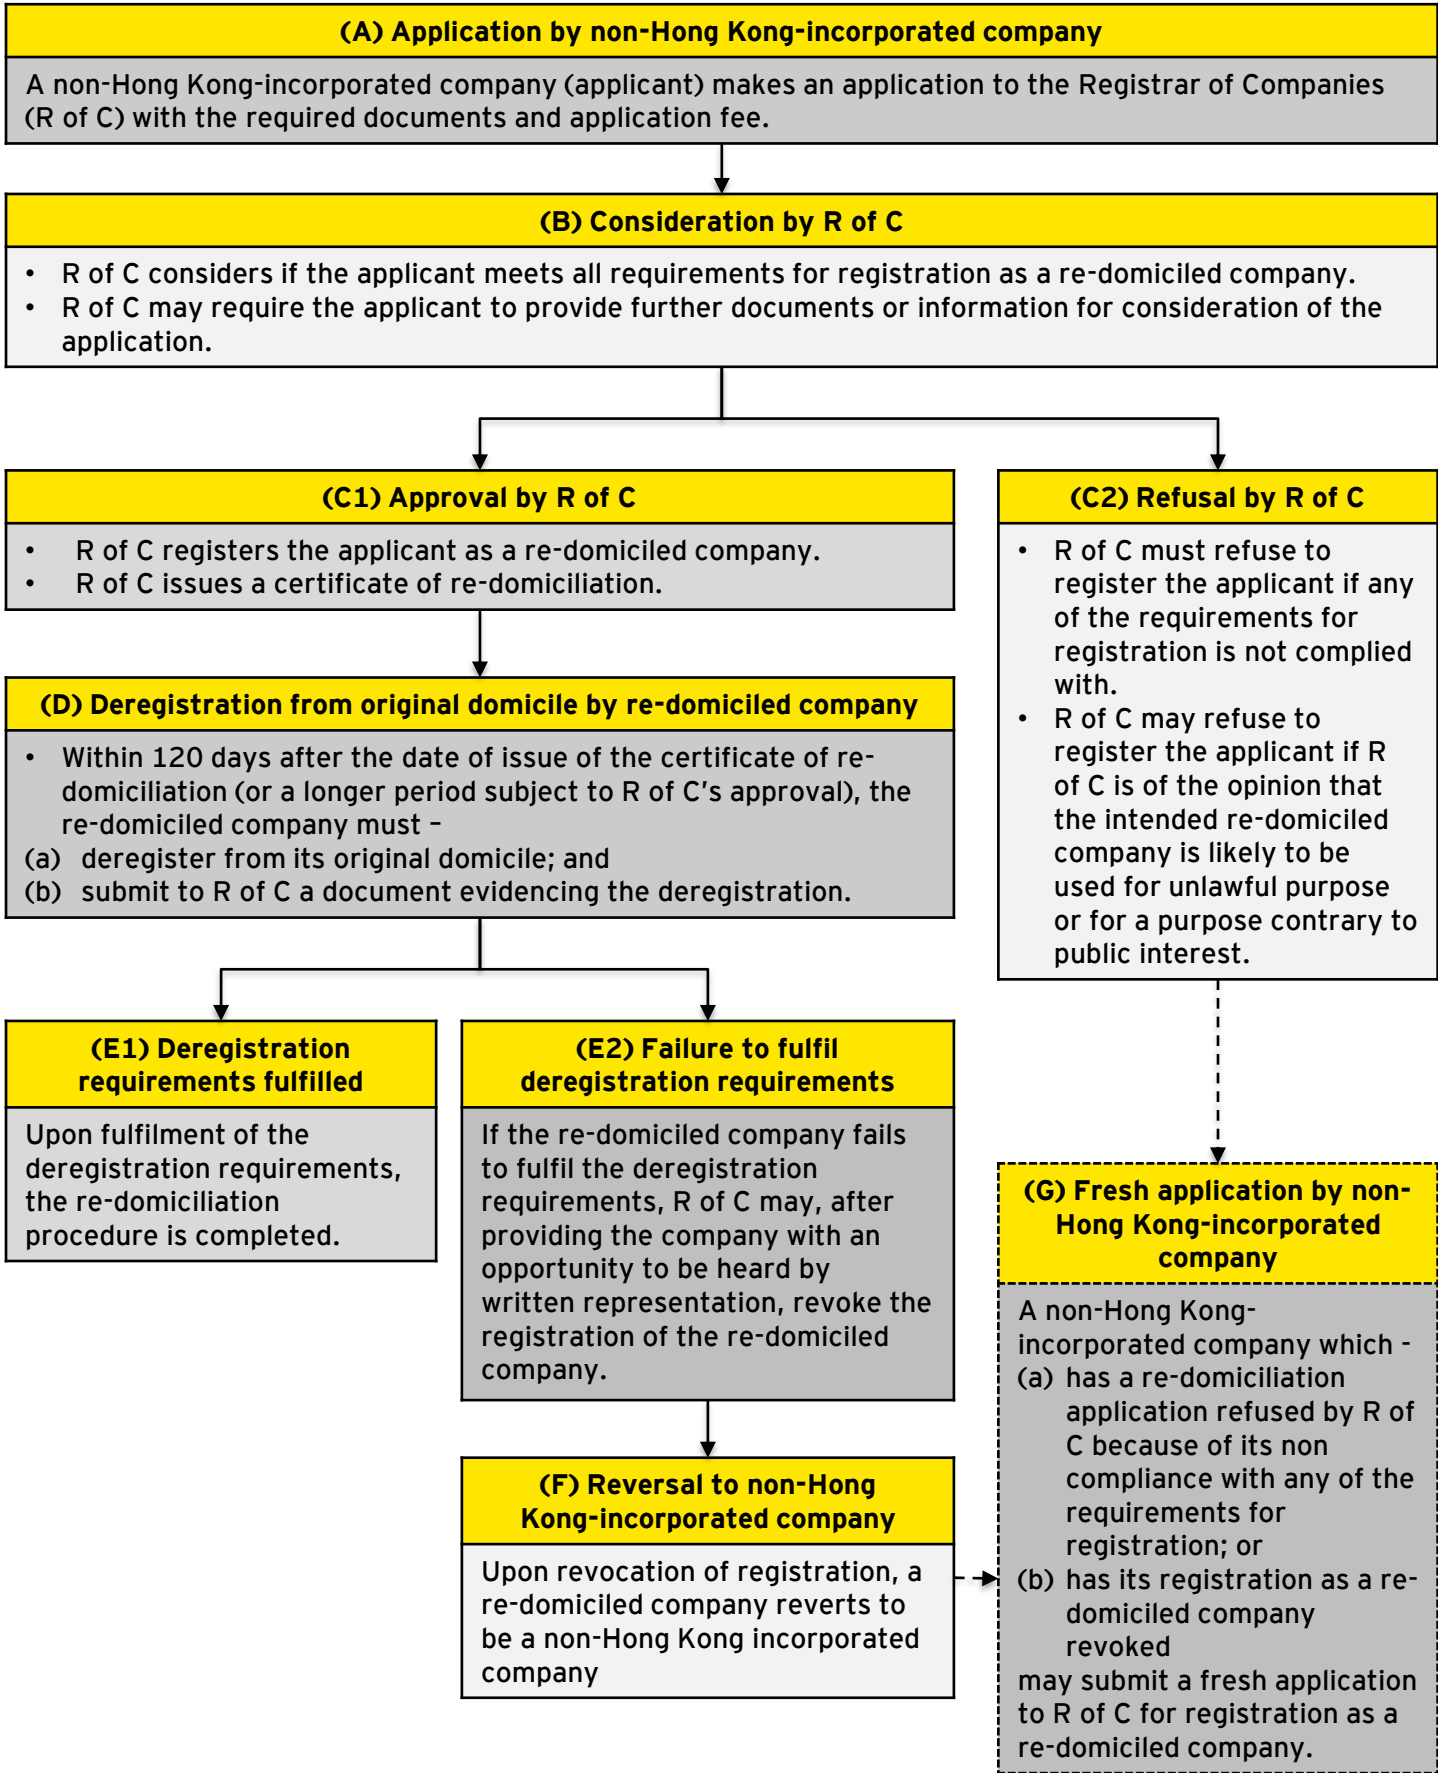 (A) Application by non-Hong Kong-incorporated company
A non-Hong Kong-incorporated company (applicant) makes an application to the Registrar of Companies
(R of C) with the required documents and application fee.
(B) Consideration by R of C
• R of C considers if the applicant meets all requirements for registration as a re-domiciled company.
• R of C may require the applicant to provide further documents or information for consideration of the
application.
(C1) Approval by R of C
• R of C registers the applicant as a re-domiciled company.
• R of C issues a certificate of re-domiciliation.
(C2) Refusal by R of C
• R of C must refuse to
register the applicant if any
of the requirements for
registration is not complied
with.
• R of C may refuse to
register the applicant if R
of C is of the opinion that
the intended re-domiciled
company is likely to be
used for unlawful purpose
or for a purpose contrary to
public interest.
(D) Deregistration from original domicile by re-domiciled company
• Within 120 days after the date of issue of the certificate of re-
domiciliation (or a longer period subject to R of C's approval), the
re-domiciled company must –
(a) deregister from its original domicile; and
(b) submit to R of C a document evidencing the deregistration.
(E1) Deregistration
requirements fulfilled
Upon fulfilment of the
deregistration requirements,
the re-domiciliation
procedure is completed.
(E2) Failure to fulfil
deregistration requirements
If the re-domiciled company fails
to fulfil the deregistration
requirements, R of C may, after
providing the company with an
opportunity to be heard by
written representation, revoke the
registration of the re-domiciled
company.
(F) Reversal to non-Hong
Kong-incorporated company
Upon revocation of registration, a
re-domiciled company reverts to
be a non-Hong Kong incorporated
company
(G) Fresh application by non-
Hong Kong-incorporated
company
A non-Hong Kong-
incorporated company which -
(a) has a re-domiciliation
application refused by R of
C because of its non
compliance with any of the
requirements for
registration; or
(b) has its registration as a re-
domiciled company
revoked
may submit a fresh application
to R of C for registration as a
re-domiciled company.